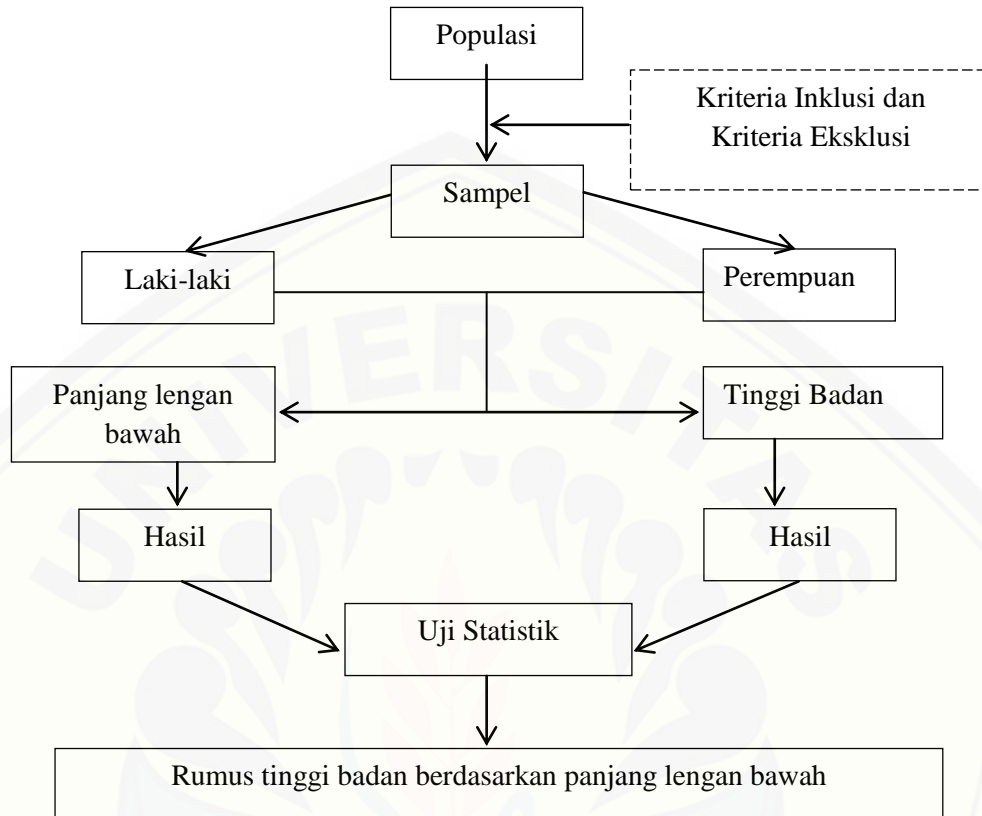 Populasi
Kriteria Inklusi dan
Kriteria Eksklusi
Sampel
Laki-laki
Perempuan
Panjang lengan
bawah
Tinggi Badan
Hasil
Hasil
Uji Statistik
Rumus tinggi badan berdasarkan panjang lengan bawah
UNIVERSITAS